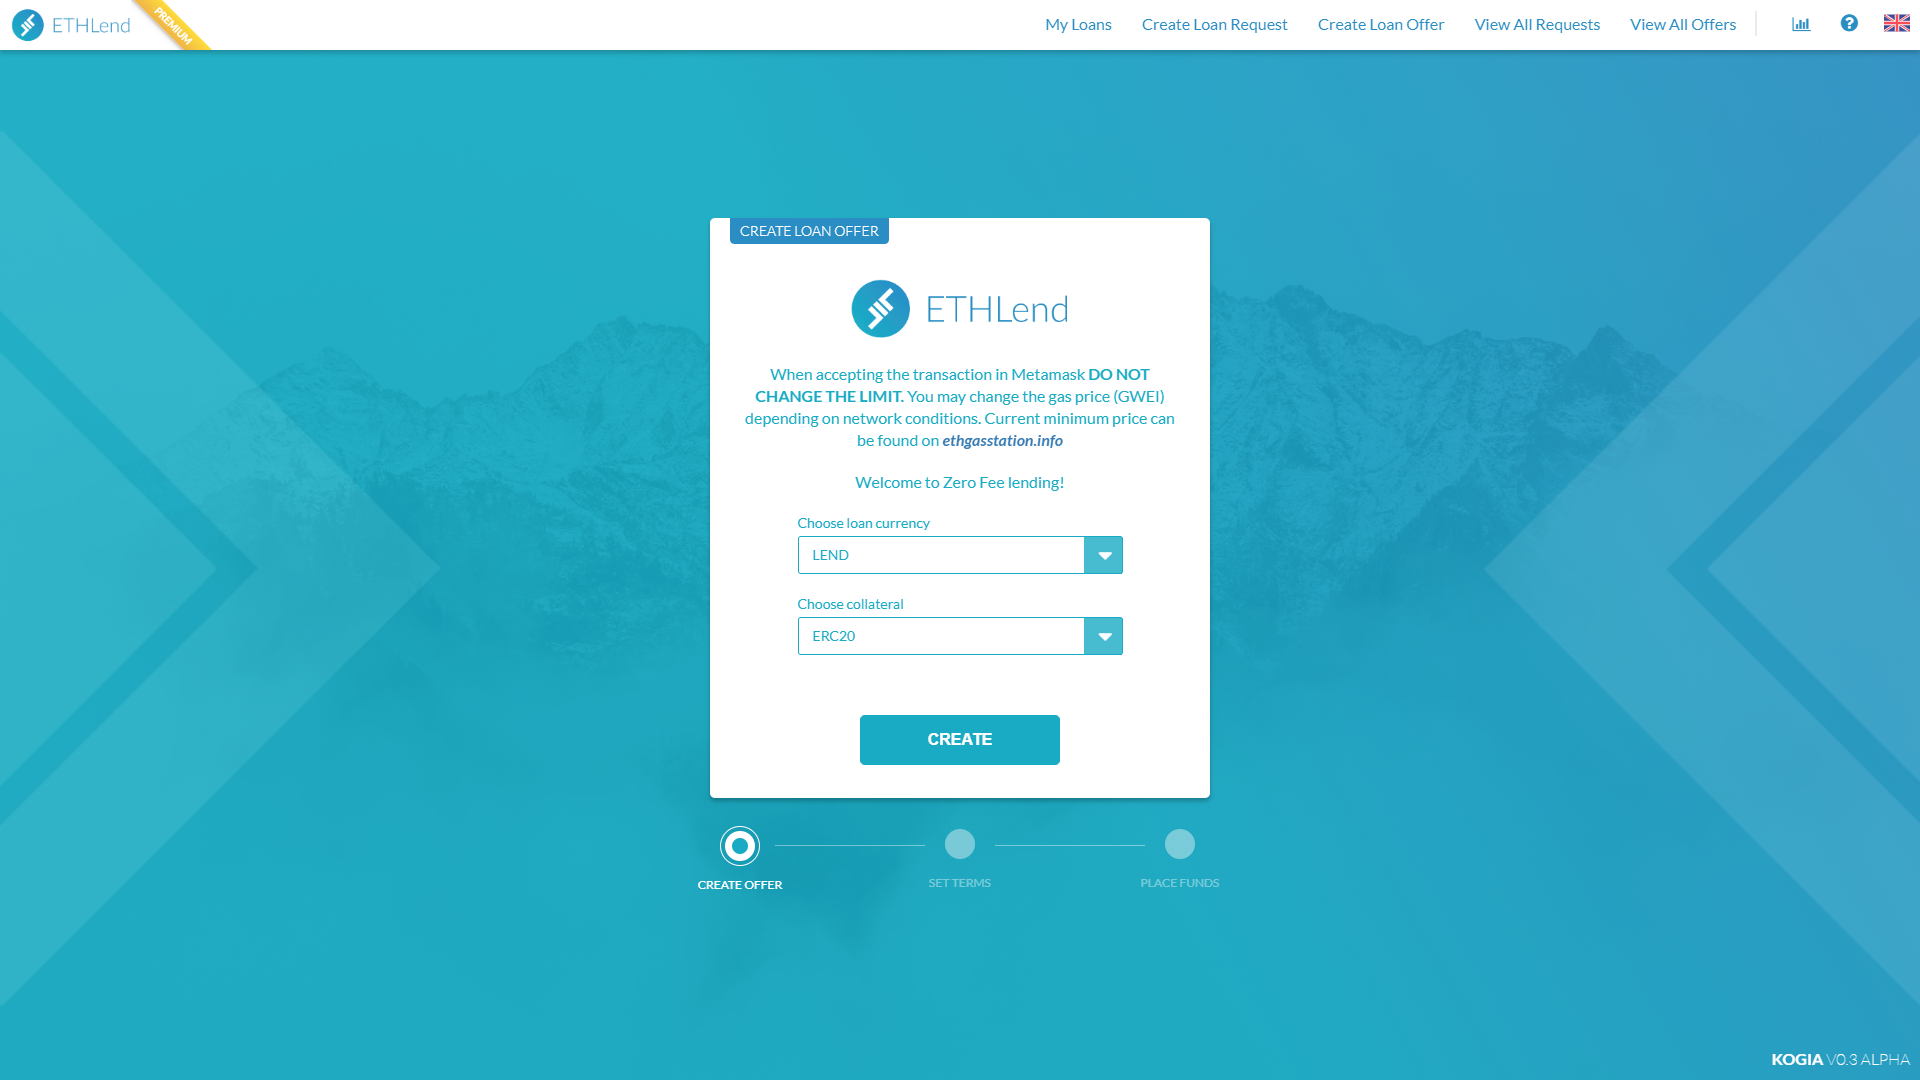 ETHLend
PREMIUM
My Loans
Create Loan Request
Create Loan Offer
View All Requests
View All Offers
CREATE LOAN OFFER
ETHLend
When accepting the transaction in Metamask DO NOT
CHANGE THE LIMIT. You may change the gas price (GWEI)
depending on network conditions. Current minimum price can
be found on ethgasstation.info
Welcome to Zero Fee lending!
Choose loan currency
LEND
Choose collateral
ERC20
CREATE
CREATE OFFER
SET TERMS
PLACE FUNDS
KOGIA V0.3 ALPHA